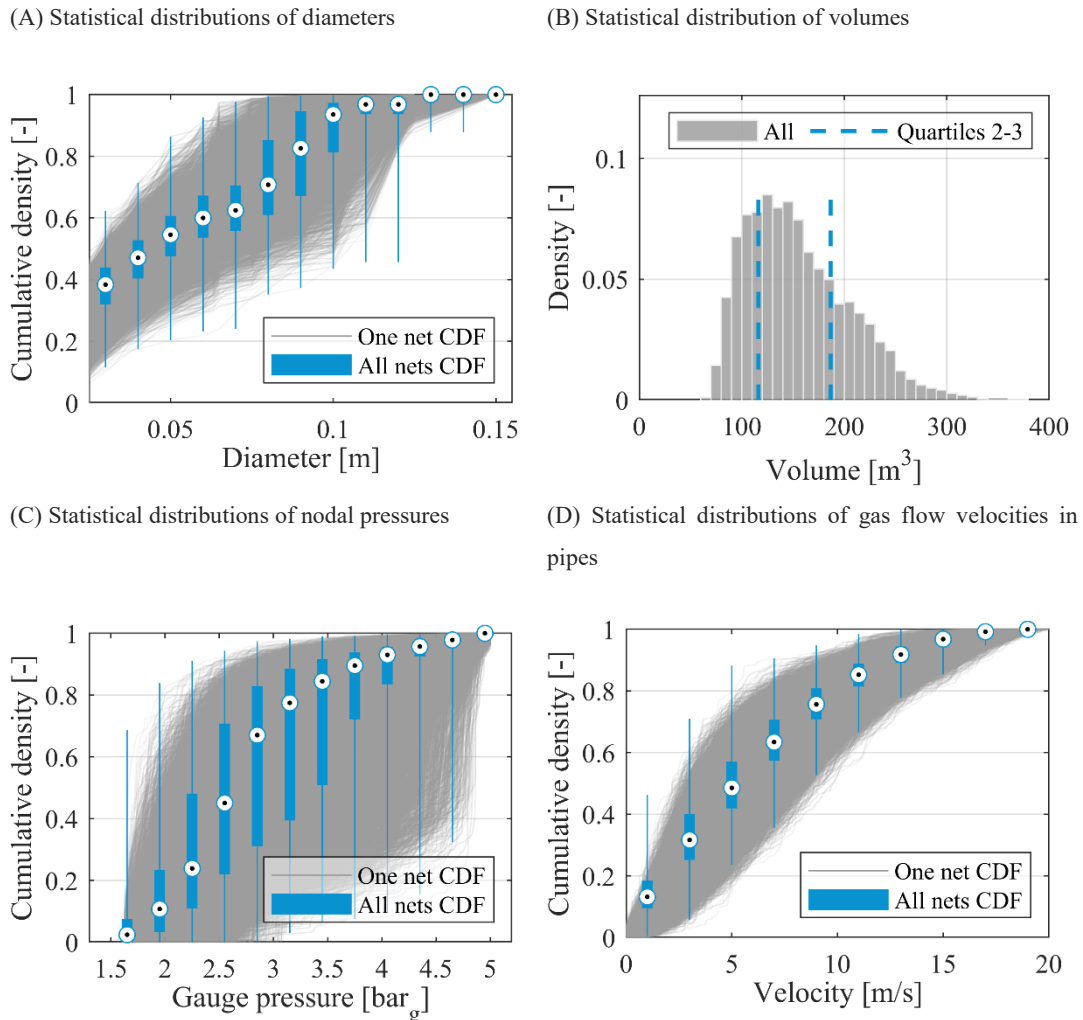 (A) Statistical distributions of diameters
1
0.8
0.6
0.4
0.2
0
0.05
0.1
0.15
Cumulative density [-]
Diameter [m]
One net CDF
All nets CDF
(B) Statistical distribution of volumes
0.1
0.05
0
0
100
200
300
400
Density [-]
Volume [m³]
All
Quartiles 2-3
(C) Statistical distributions of nodal pressures
1
0.8
0.6
0.4
0.2
0
1.5
2
2.5
3
3.5
4
4.5
5
Cumulative density [-]
Gauge pressure [bar_g]
One net CDF
All nets CDF
(D) Statistical distributions of gas flow velocities in
pipes
1
0.8
0.6
0.4
0.2
0
0
5
10
15
20
Cumulative density [-]
Velocity [m/s]
One net CDF
All nets CDF